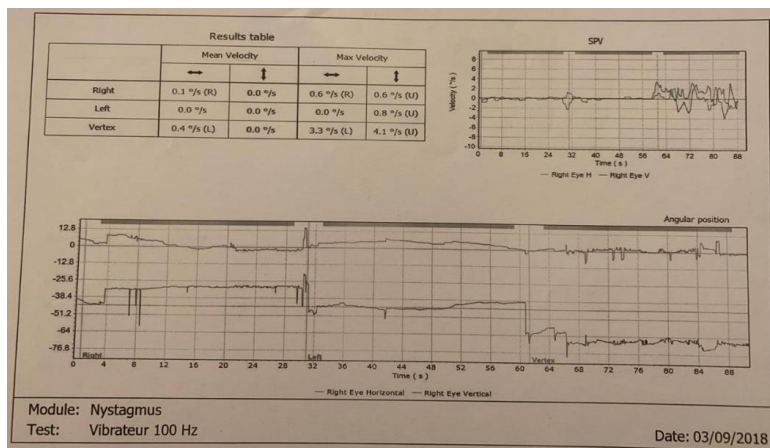 Results table
Mean Velocity Max Velocity
↔ ↕ ↔ ↕
Right 0.1 °/s (R) 0.0 °/s 0.6 °/s (R) 0.6 °/s (U)
Left 0.0 °/s 0.0 °/s 0.0 °/s 0.8 °/s (U)
Vertex 0.4 °/s (L) 0.0 °/s 3.3 °/s (L) 4.1 °/s (U)
SPV
Velocity (°/s)
8
6
4
2
0
-2
-4
-6
-8
-10
0 8 16 24 32 40 48 56 64 72 80 88
Time (s)
— Right Eye H — Right Eye V
Angular position
12.8
0
-12.8
-25.6
-38.4
-51.2
-64
-76.8
Right Left Vertex
0 4 8 12 16 20 24 28 32 36 40 44 48 52 56 60 64 68 72 76 80 84 88
Time (s)
— Right Eye Horizontal — Right Eye Vertical
Module: Nystagmus
Test: Vibrateur 100 Hz
Date: 03/09/2018